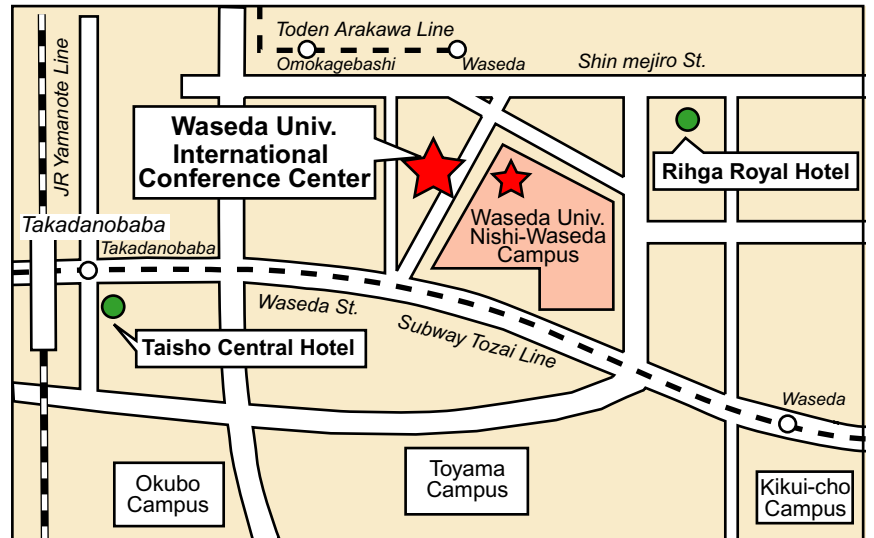 Toden Arakawa Line
Omokagebashi
Waseda
Shin mejiro St.
JR Yamanote Line
Waseda Univ.
International
Conference Center
Rihga Royal Hotel
Waseda Univ.
Nishi-Waseda
Campus
Takadanobaba
Takadanobaba
Waseda St.
Subway Tozai Line
Taisho Central Hotel
Waseda
Okubo
Campus
Toyama
Campus
Kikui-cho
Campus